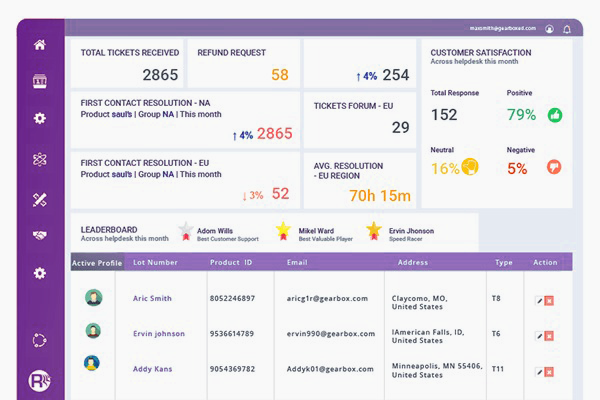 maxsmith@gearboxed.com
TOTAL TICKETS RECEIVED
2865
REFUND REQUEST
58
↑ 4% 254
CUSTOMER SATISFACTION
Across helpdesk this month
Total Response
152
Positive
79%
Neutral
16%
Negative
5%
FIRST CONTACT RESOLUTION - NA
Product saul's | Group NA | This month
↑ 4% 2865
TICKETS FORUM - EU
29
FIRST CONTACT RESOLUTION - EU
Product saul's | Group NA | This month
↓ 3% 52
AVG. RESOLUTION
- EU REGION
70h 15m
LEADERBOARD
Across helpdesk this month
Adom Wills
Best Customer Support
Mikel Ward
Best Valuable Player
Ervin Jhonson
Speed Racer
Active Profile Lot Number Product ID Email Address Type Action
Aric Smith 8052246897 aricg1r@gearbox.com Claycomo, MO, T8
United States
Ervin johnson 9536614789 ervin990@gearbox.com IAmerican Falls, ID, T6
United States
Addy Kans 9054369782 Addyk01@gearbox.com Minneapolis, MN 55406, T11
United States
R